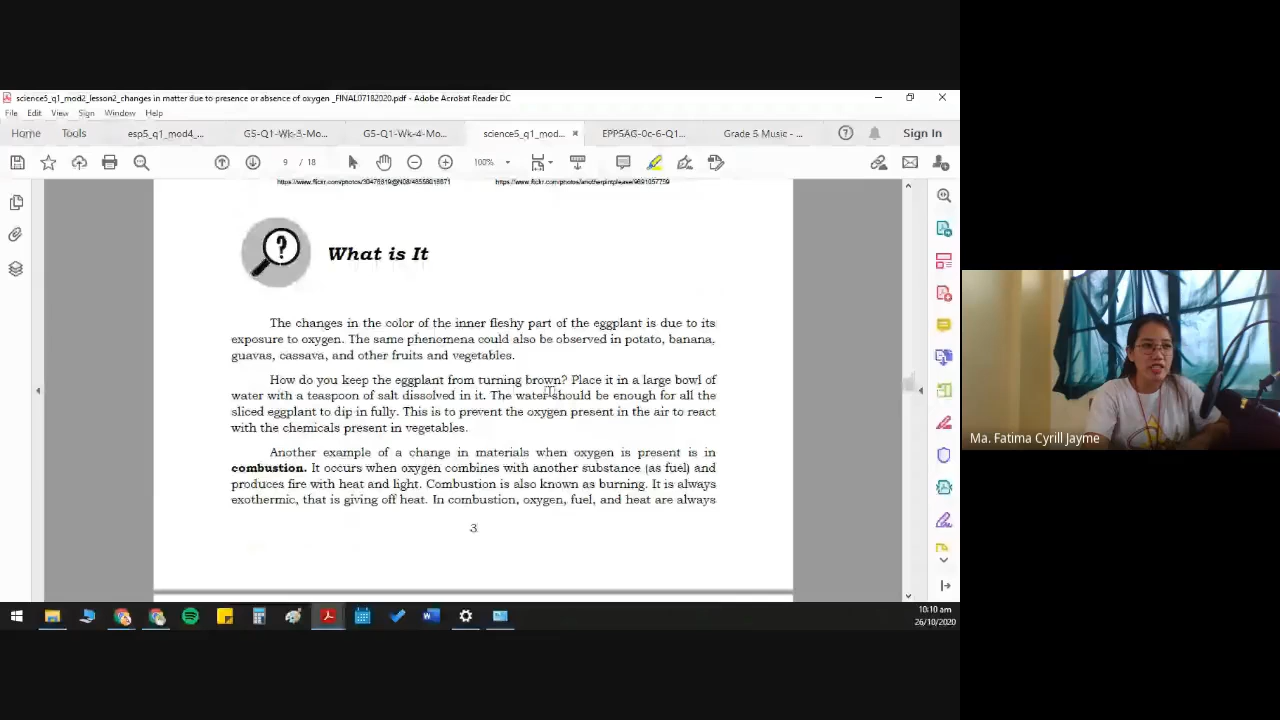 science5_q1_mod2_lesson2_changes in matter due to presence or absence of oxygen _FINAL07182020.pdf - Adobe Acrobat Reader DC
File Edit View Sign Window Help
Home Tools esp5_q1_mod4_... G5-Q1-Wk-3-Mo... G5-Q1-Wk-4-Mo... science5_q1_mod... EPP5AG-0c-6-Q1... Grade 5 Music - ... Sign In
9 / 18 100%
What is It
The changes in the color of the inner fleshy part of the eggplant is due to its
exposure to oxygen. The same phenomena could also be observed in potato, banana,
guavas, cassava, and other fruits and vegetables.
How do you keep the eggplant from turning brown? Place it in a large bowl of
water with a teaspoon of salt dissolved in it. The water should be enough for all the
sliced eggplant to dip in fully. This is to prevent the oxygen present in the air to react
with the chemicals present in vegetables.
Another example of a change in materials when oxygen is present is in
combustion. It occurs when oxygen combines with another substance (as fuel) and
produces fire with heat and light. Combustion is also known as burning. It is always
exothermic, that is giving off heat. In combustion, oxygen, fuel, and heat are always
3
Ma. Fatima Cyrill Jayme
10:10 am
26/10/2020